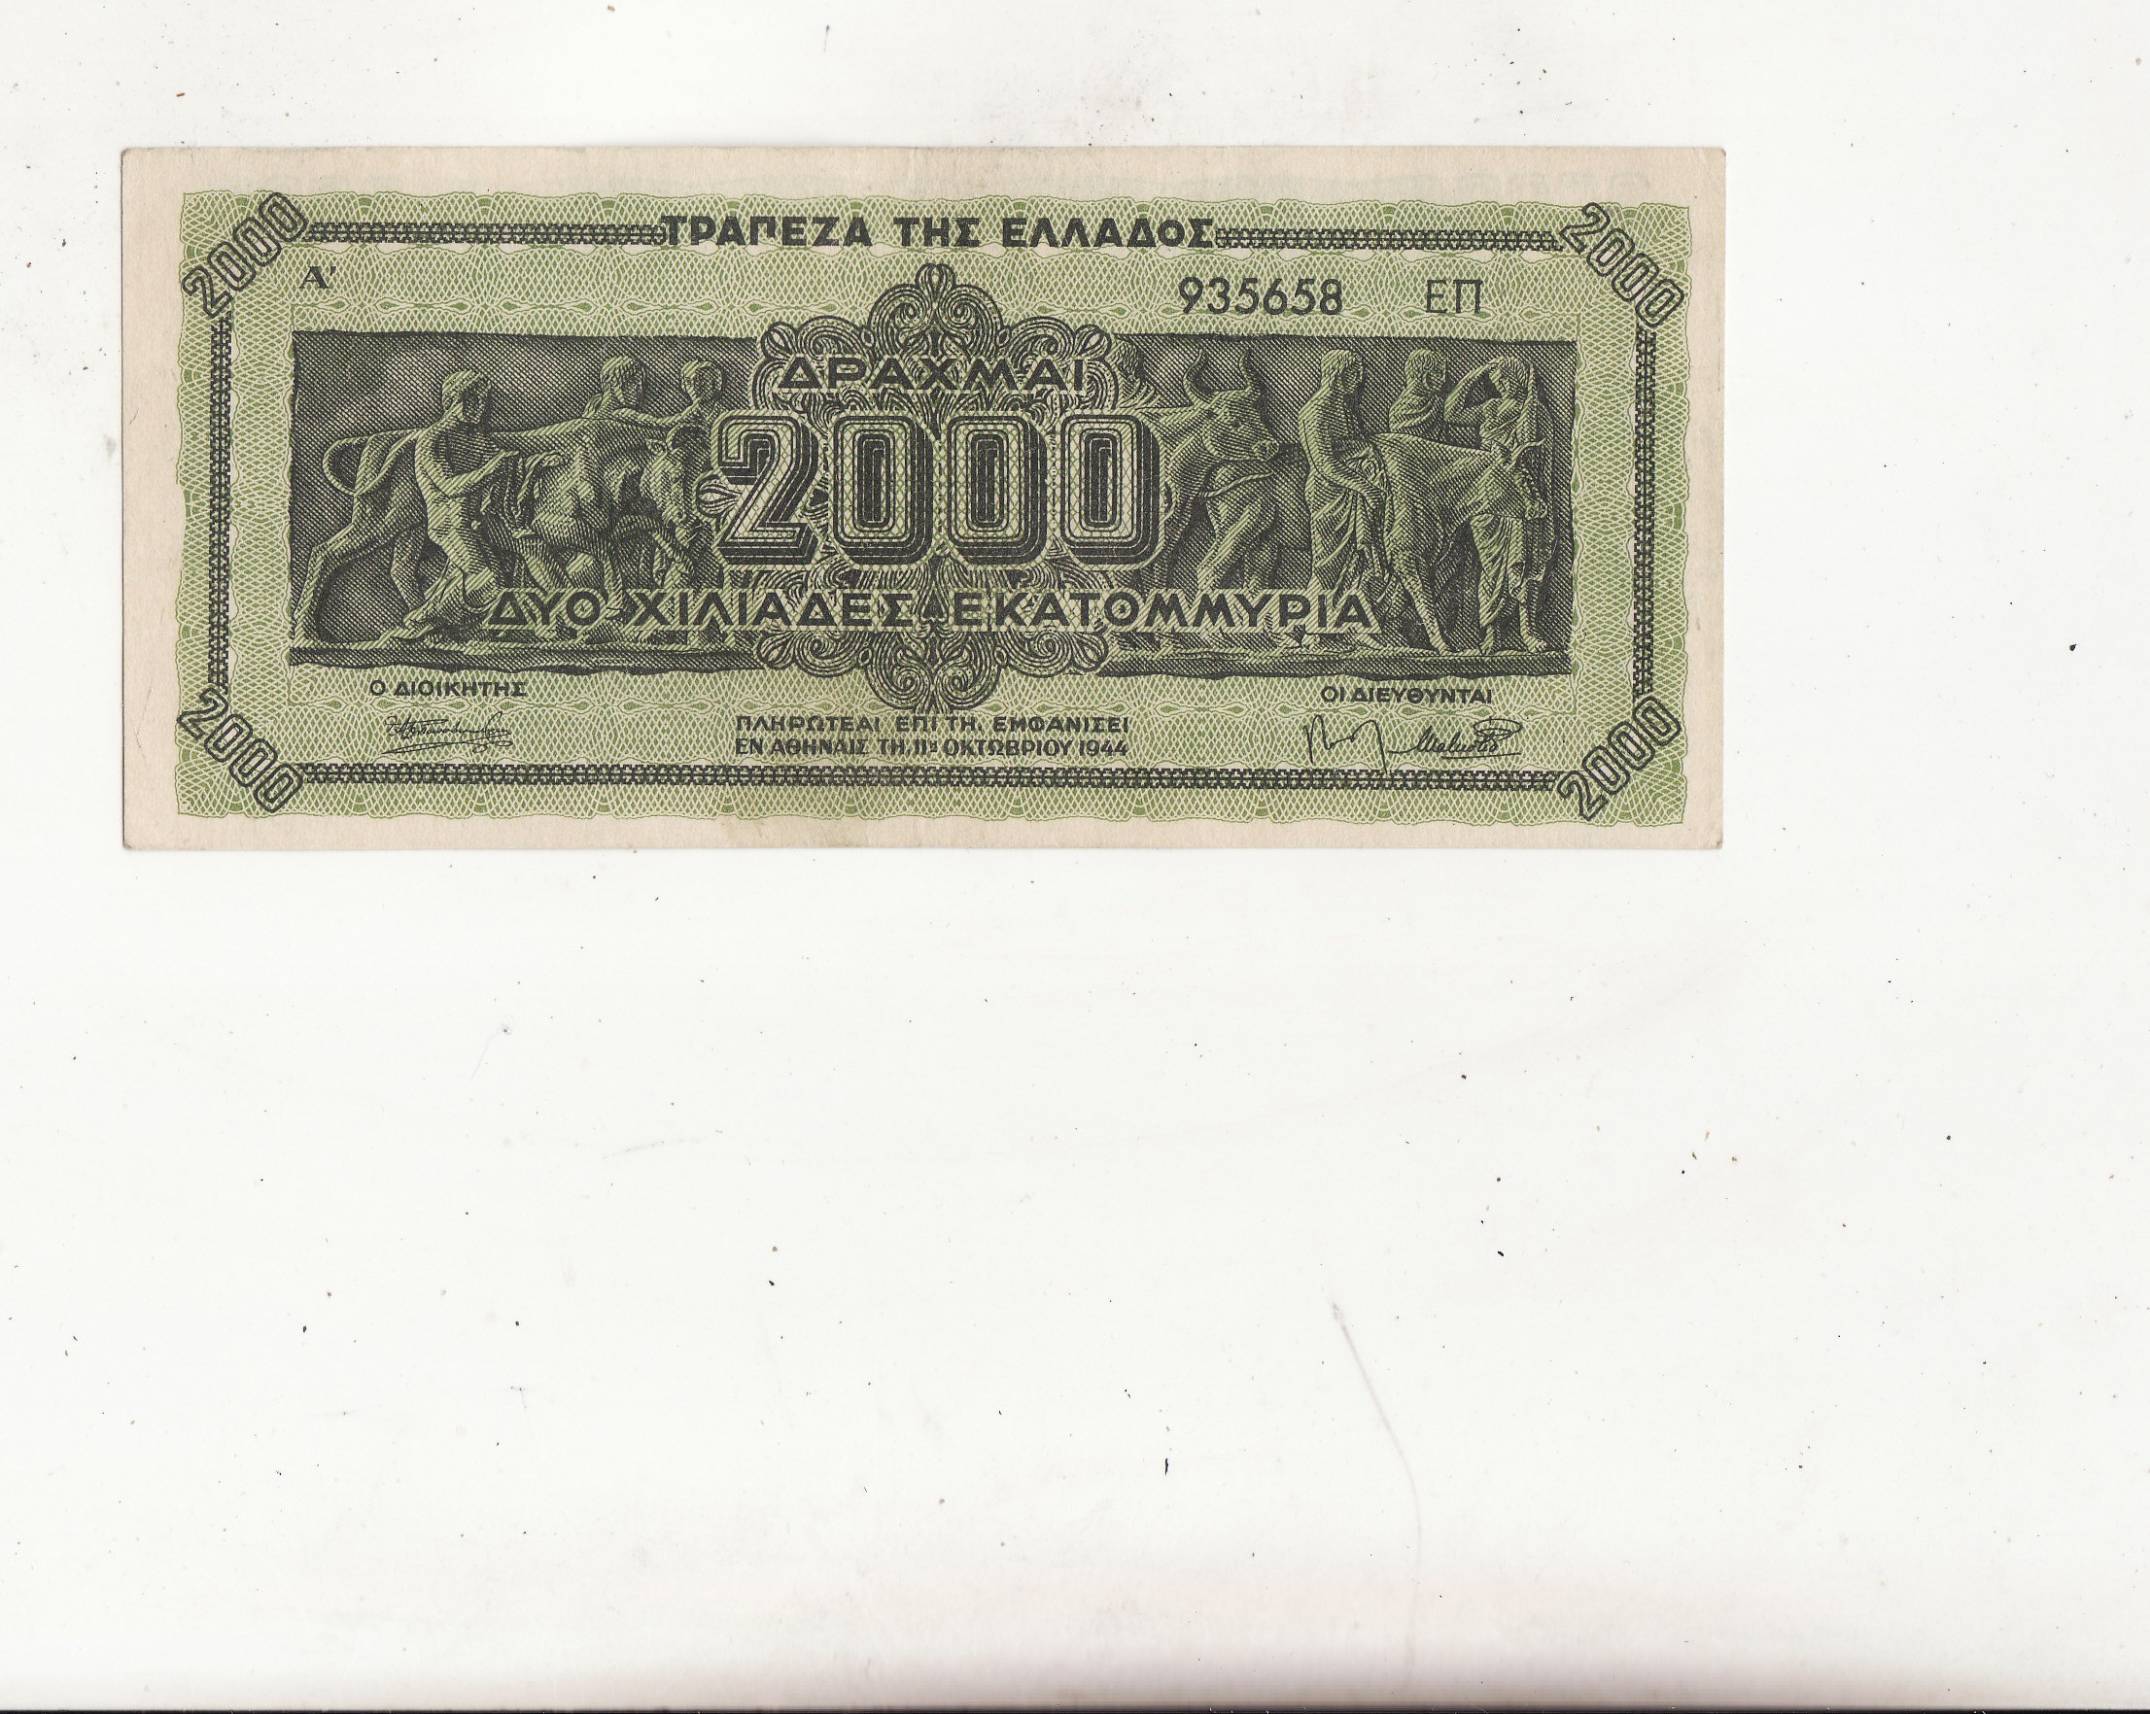 2000 ΤΡΑΠΕΖΑ ΤΗΣ ΕΛΛΑΔΟΣ 2000
Α' 935658 ΕΠ
ΔΡΑΧΜΑΙ
2000
ΔΥΟ ΧΙΛΙΑΔΕΣ ΕΚΑΤΟΜΜΥΡΙΑ
Ο ΔΙΟΙΚΗΤΗΣ ΟΙ ΔΙΕΥΘΥΝΤΑΙ
ΠΛΗΡΩΤΕΑΙ ΕΠΙ ΤΗ, ΕΜΦΑΝΙΣΕΙ
ΕΝ ΑΘΗΝΑΙΣ ΤΗ, 11ῃ ΟΚΤΩΒΡΙΟΥ 1944
2000 2000